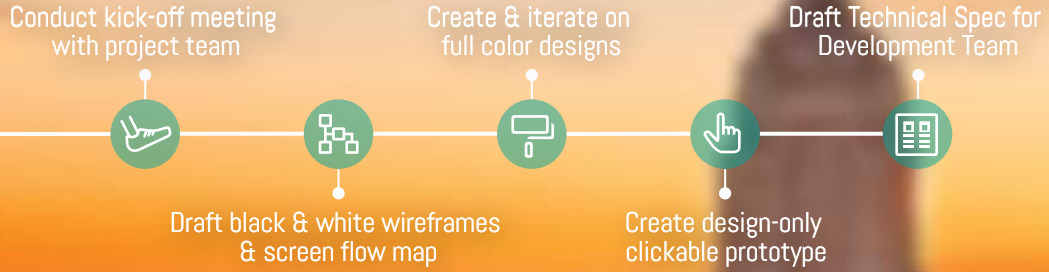 Conduct kick-off meeting
with project team
Draft black & white wireframes
& screen flow map
Create & iterate on
full color designs
Create design-only
clickable prototype
Draft Technical Spec for
Development Team